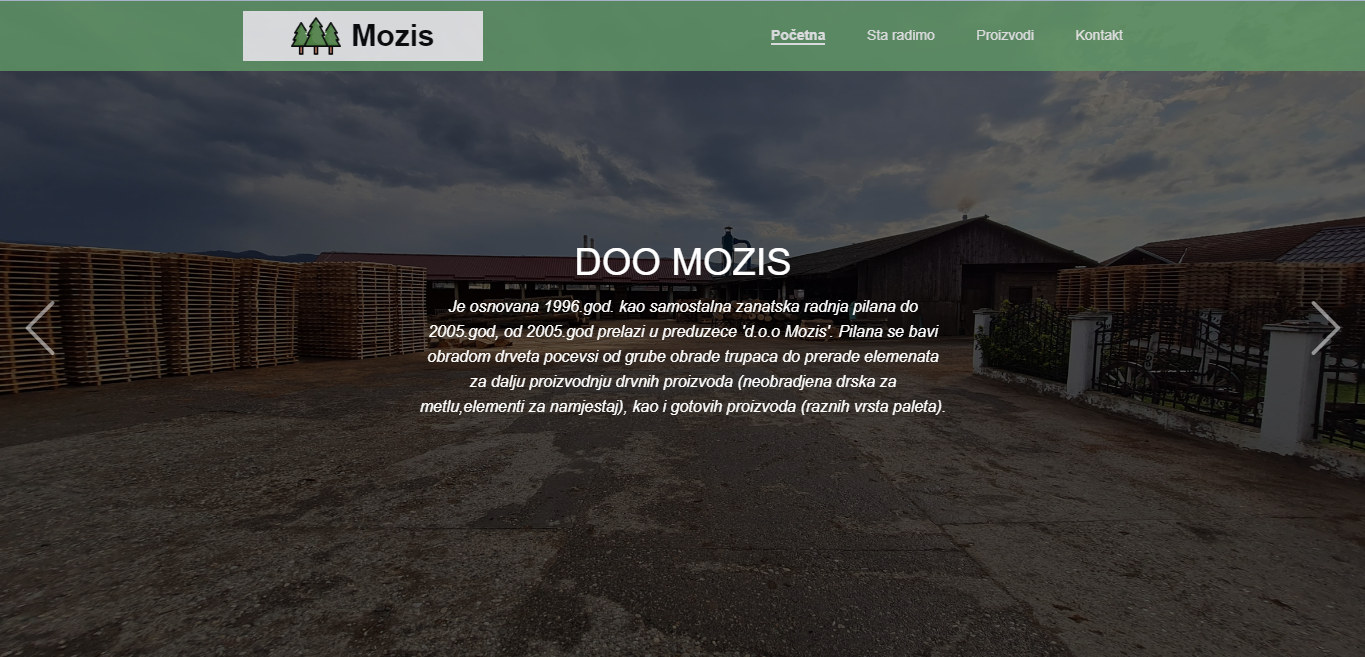 Mozis
Početna
Sta radimo
Proizvodi
Kontakt
DOO MOZIS
Je osnovana 1996.god. kao samostalna zanatska radnja pilana do
2005.god, od 2005.god prelazi u preduzece 'd.o.o Mozis'. Pilana se bavi
obradom drveta pocevsi od grube obrade trupaca do prerade elemenata
za dalju proizvodnju drvnih proizvoda (neobradjena drska za
metlu,elementi za namjestaj), kao i gotovih proizvoda (raznih vrsta paleta).